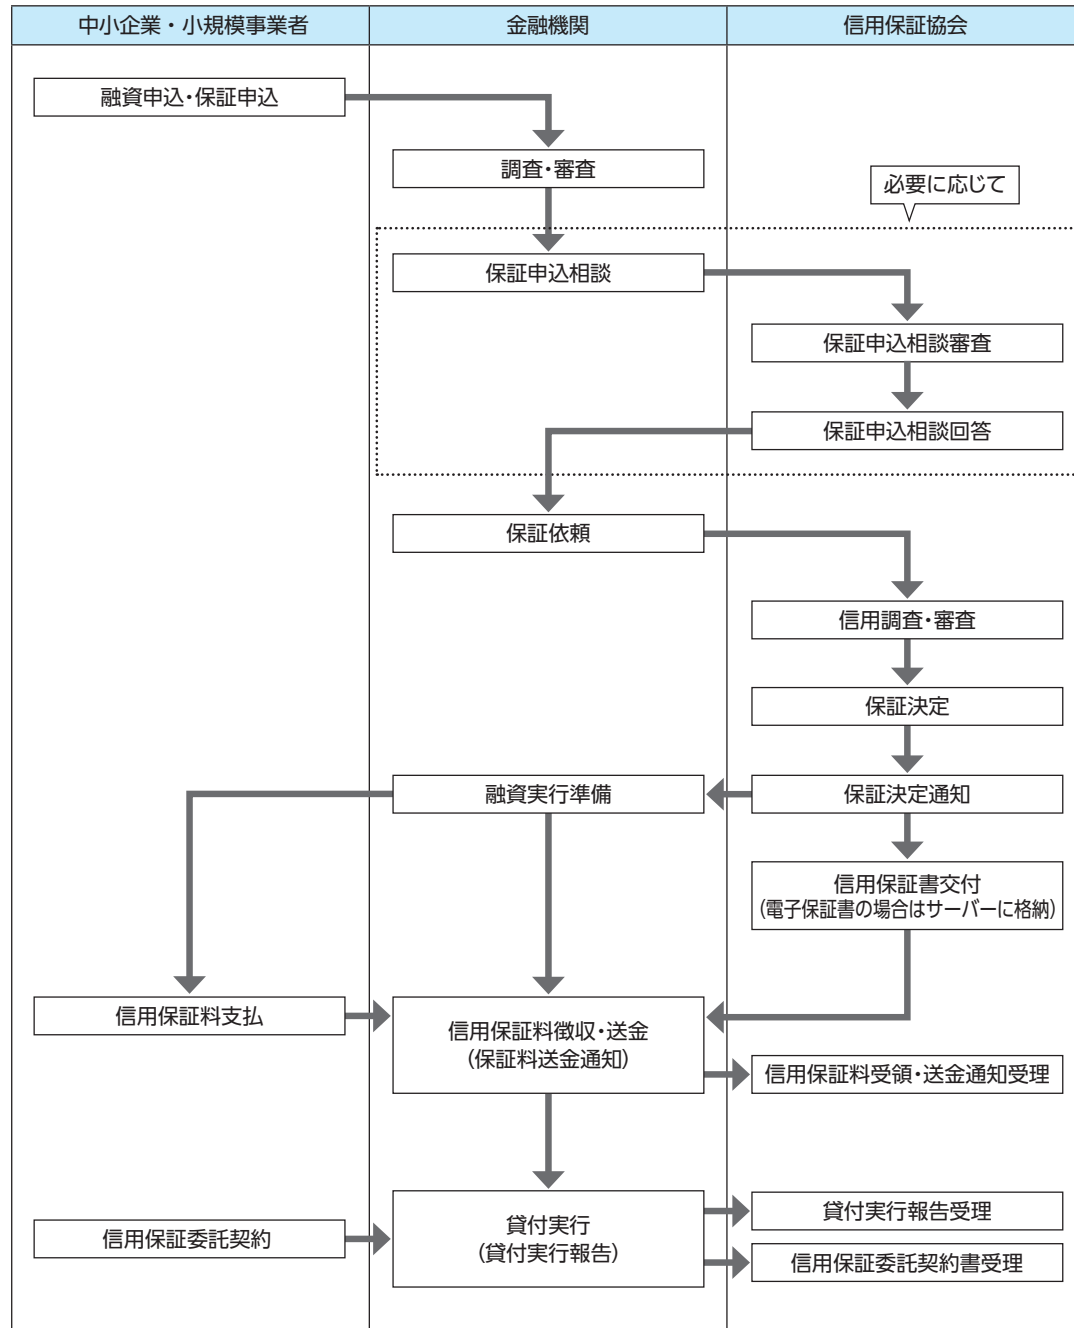 中小企業・小規模事業者
金融機関
信用保証協会
融資申込・保証申込
調査・審査
必要に応じて
保証申込相談
保証申込相談審査
保証申込相談回答
保証依頼
信用調査・審査
保証決定
融資実行準備
保証決定通知
信用保証書交付
(電子保証書の場合はサーバーに格納)
信用保証料支払
信用保証料徴収・送金
(保証料送金通知)
信用保証料受領・送金通知受理
貸付実行報告受理
信用保証委託契約
貸付実行
(貸付実行報告)
信用保証委託契約書受理